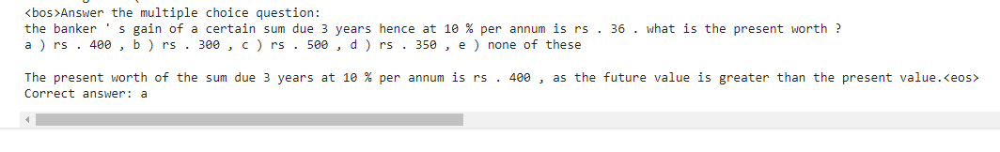 <bos>Answer the multiple choice question:
the banker ' s gain of a certain sum due 3 years hence at 10 % per annum is rs . 36 . what is the present worth ?
a ) rs . 400 , b ) rs . 300 , c ) rs . 500 , d ) rs . 350 , e ) none of these
The present worth of the sum due 3 years at 10 % per annum is rs . 400 , as the future value is greater than the present value.<eos>
Correct answer: a